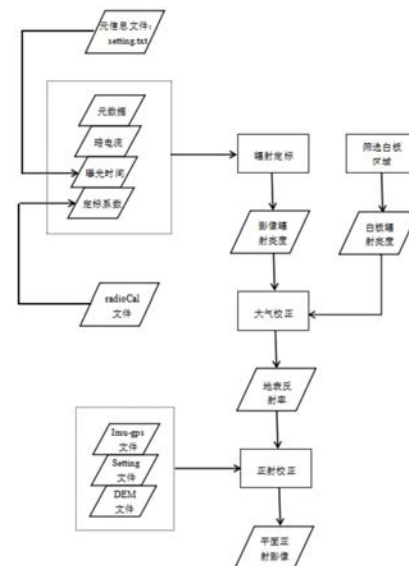 元信息文件：
setting.txt
元数据
暗电流
曝光时间
定标系数
辐射定标
筛选白板
区域
影像辐
射亮度
白板辐
射亮度
radioCal
文件
大气校正
地表反
射率
Imu-gps
文件
Setting
文件
DEM
文件
正射校正
平面正
射影像